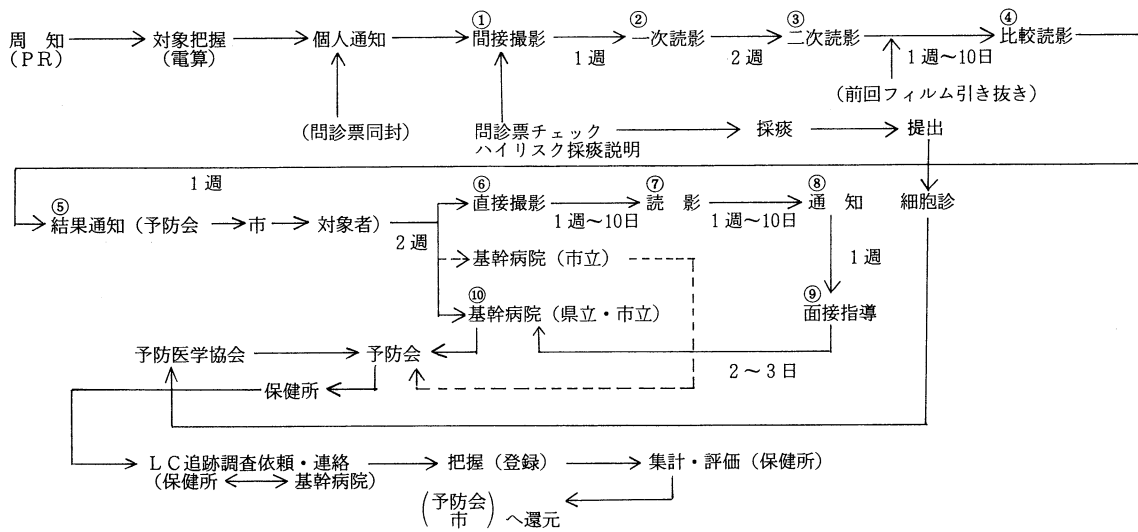 ① ② ③ ④
周 知 対象把握 個人通知 間接撮影 一次読影 二次読影 比較読影
(PR) (電算) 1週 2週 1週~10日
(前回フィルム引き抜き)
(問診票同封) 問診票チェック 採痰 提出
ハイリスク採痰説明
1週
⑤ ⑥ ⑦ ⑧
結果通知(予防会 市 対象者) 直接撮影 読 影 通 知 細胞診
2週 1週~10日 1週~10日
基幹病院(市立) 1週
⑩ ⑨
基幹病院(県立・市立) 面接指導
予防医学協会 予防会 2~3日
保健所
LC追跡調査依頼・連絡 把握(登録) 集計・評価(保健所)
(保健所 基幹病院)
(予防会
市) へ還元